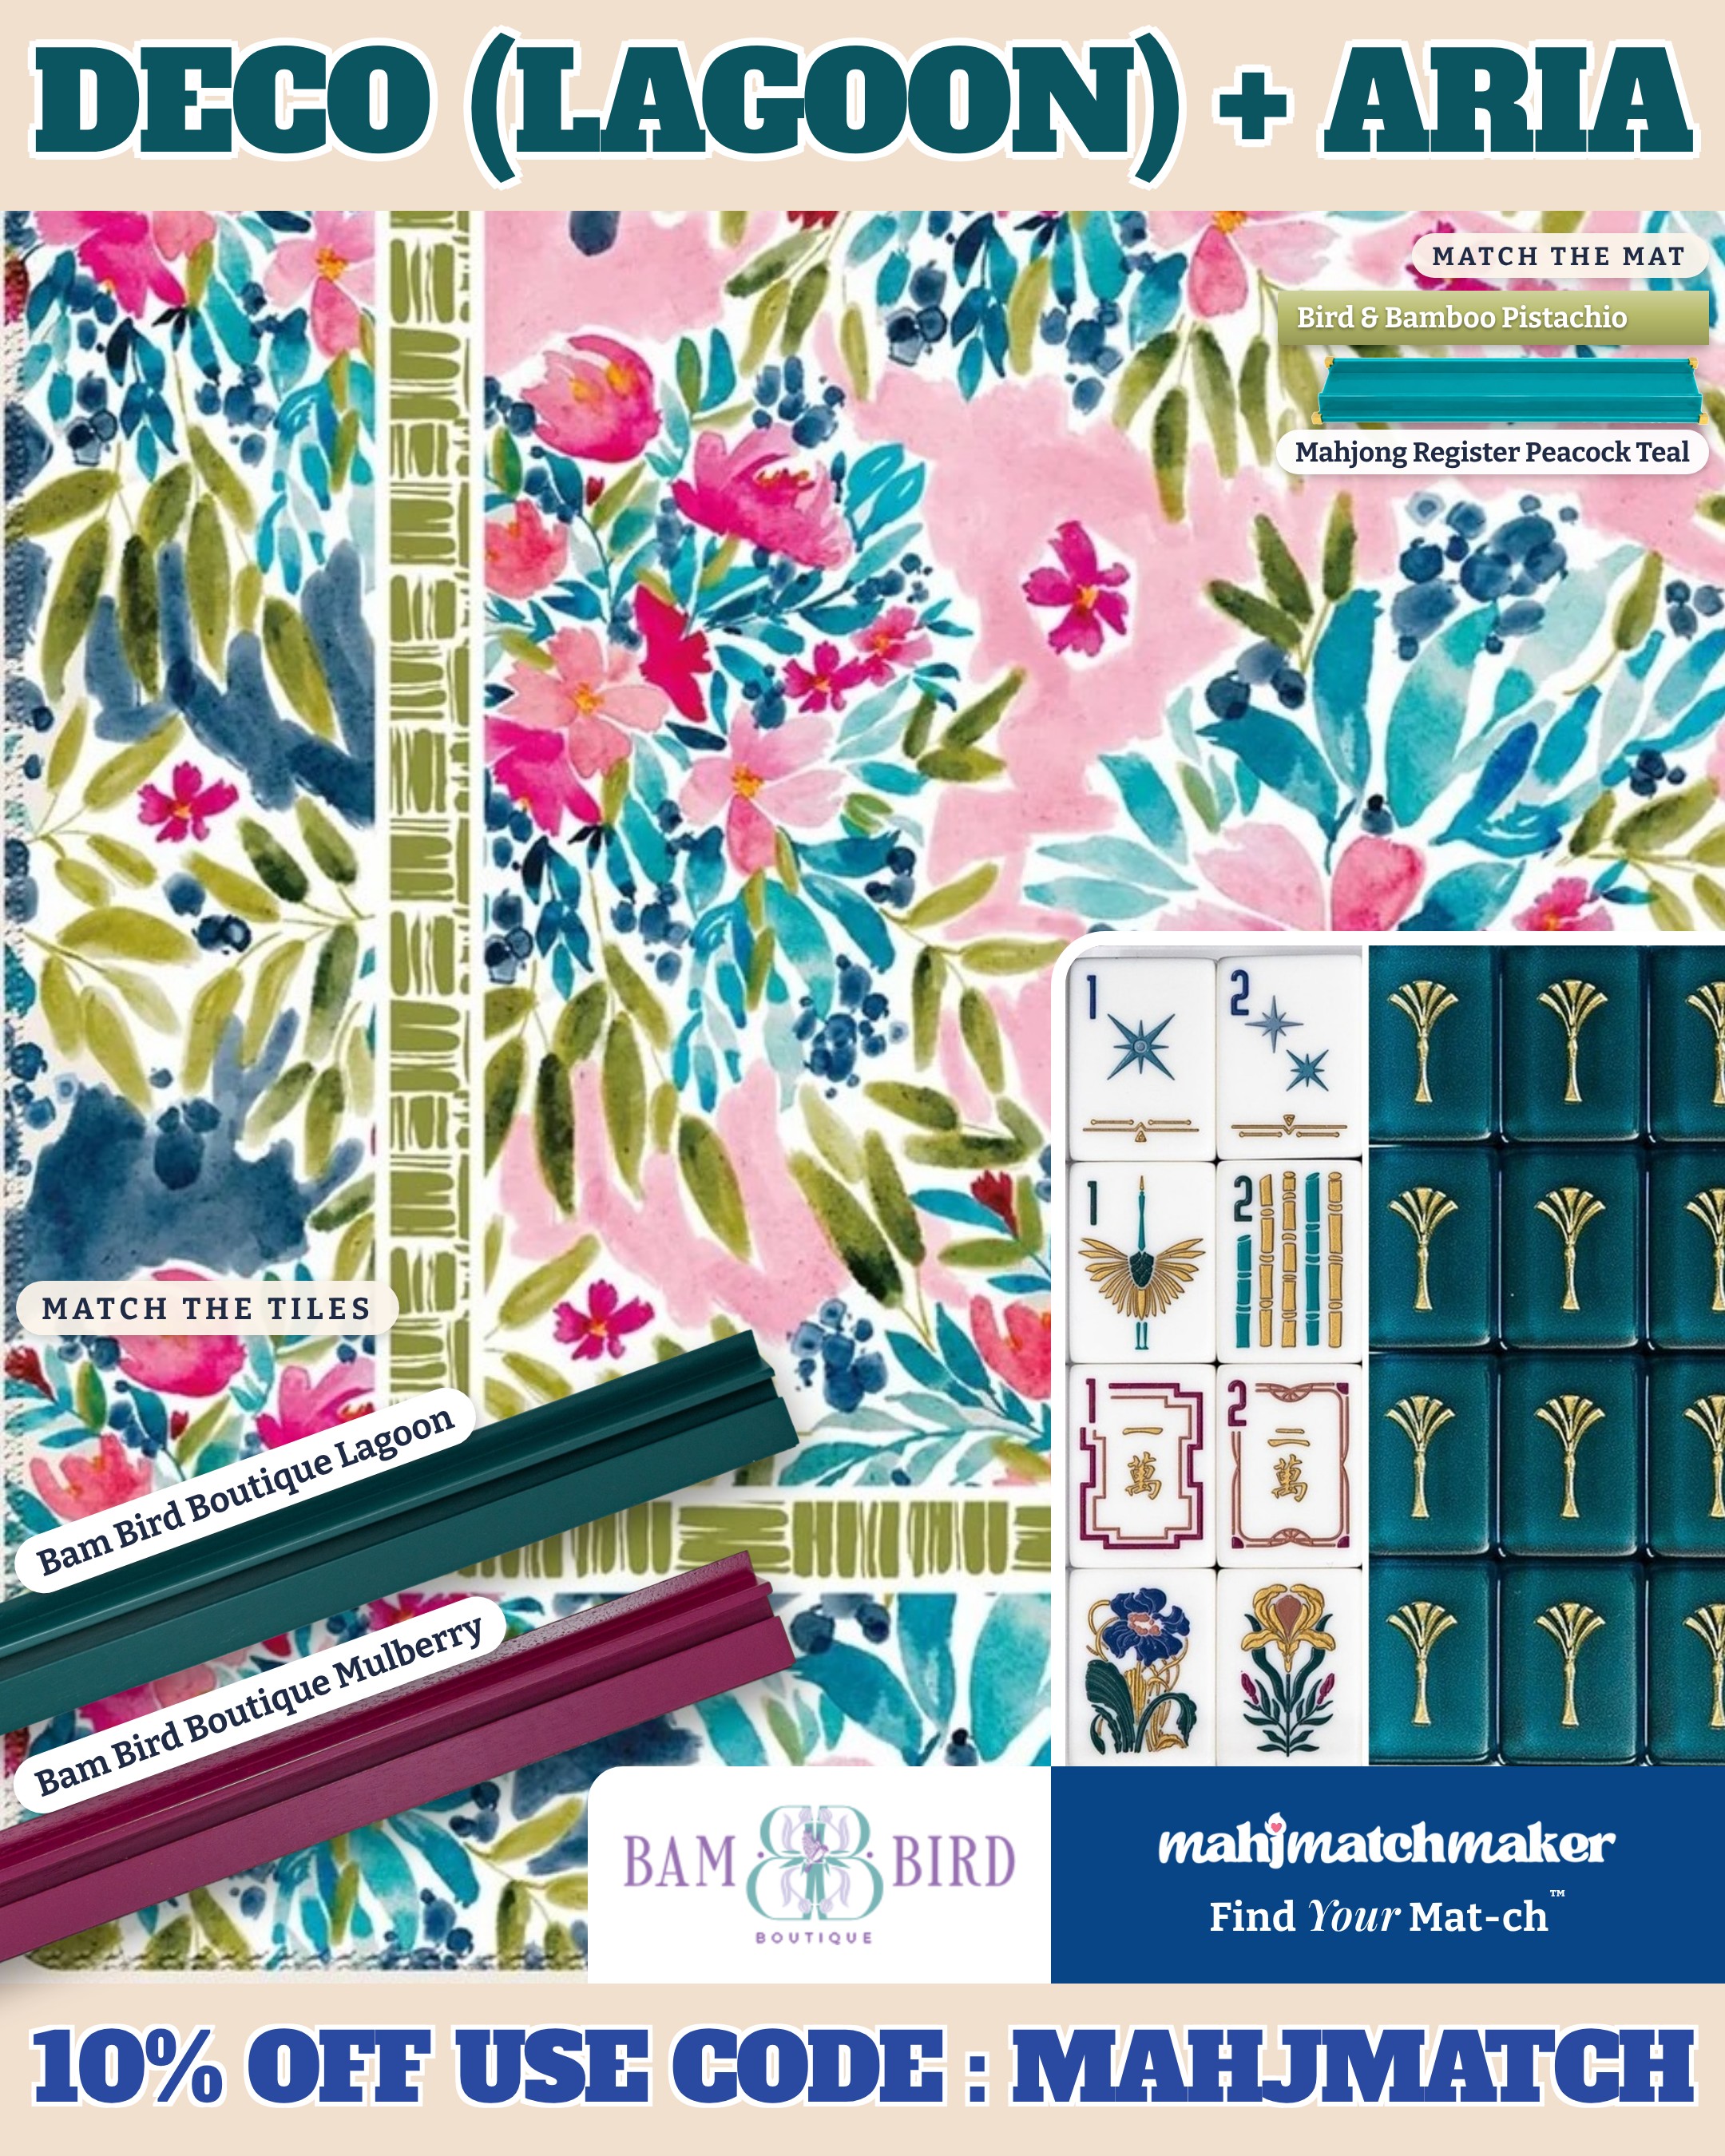 DECO (LAGOON) + ARIA
MATCH THE MAT
Bird & Bamboo Pistachio
Mahjong Register Peacock Teal
1
2
1
2
1
一
萬
2
二
萬
MATCH THE TILES
Bam Bird Boutique Lagoon
Bam Bird Boutique Mulberry
BAM BIRD
BOUTIQUE
mahjmatchmaker
Find Your Mat-ch™
10% OFF USE CODE : MAHJMATCH